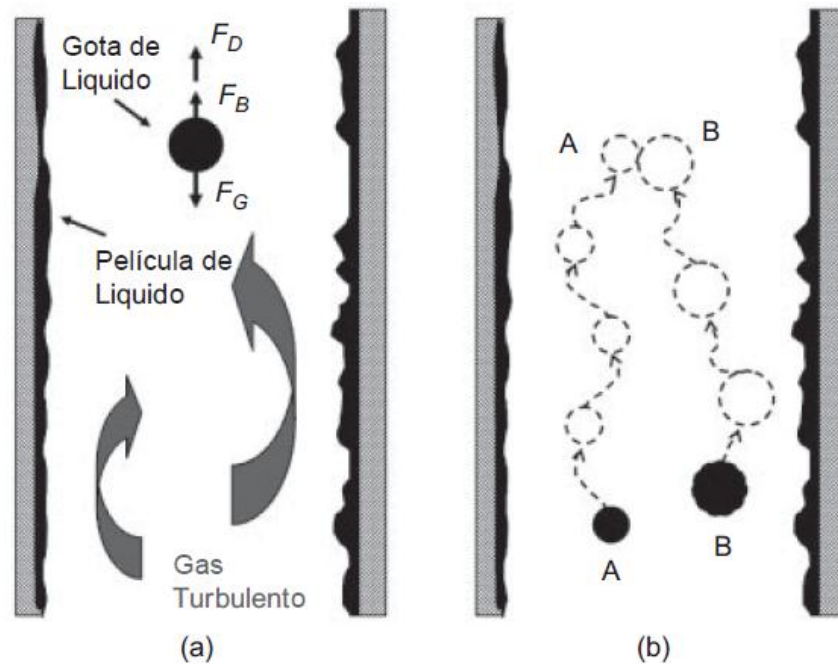 Gota de
Liquido
F_D
F_B
F_G
Película de
Liquido
Gas
Turbulento
(a)
A
B
A
B
(b)